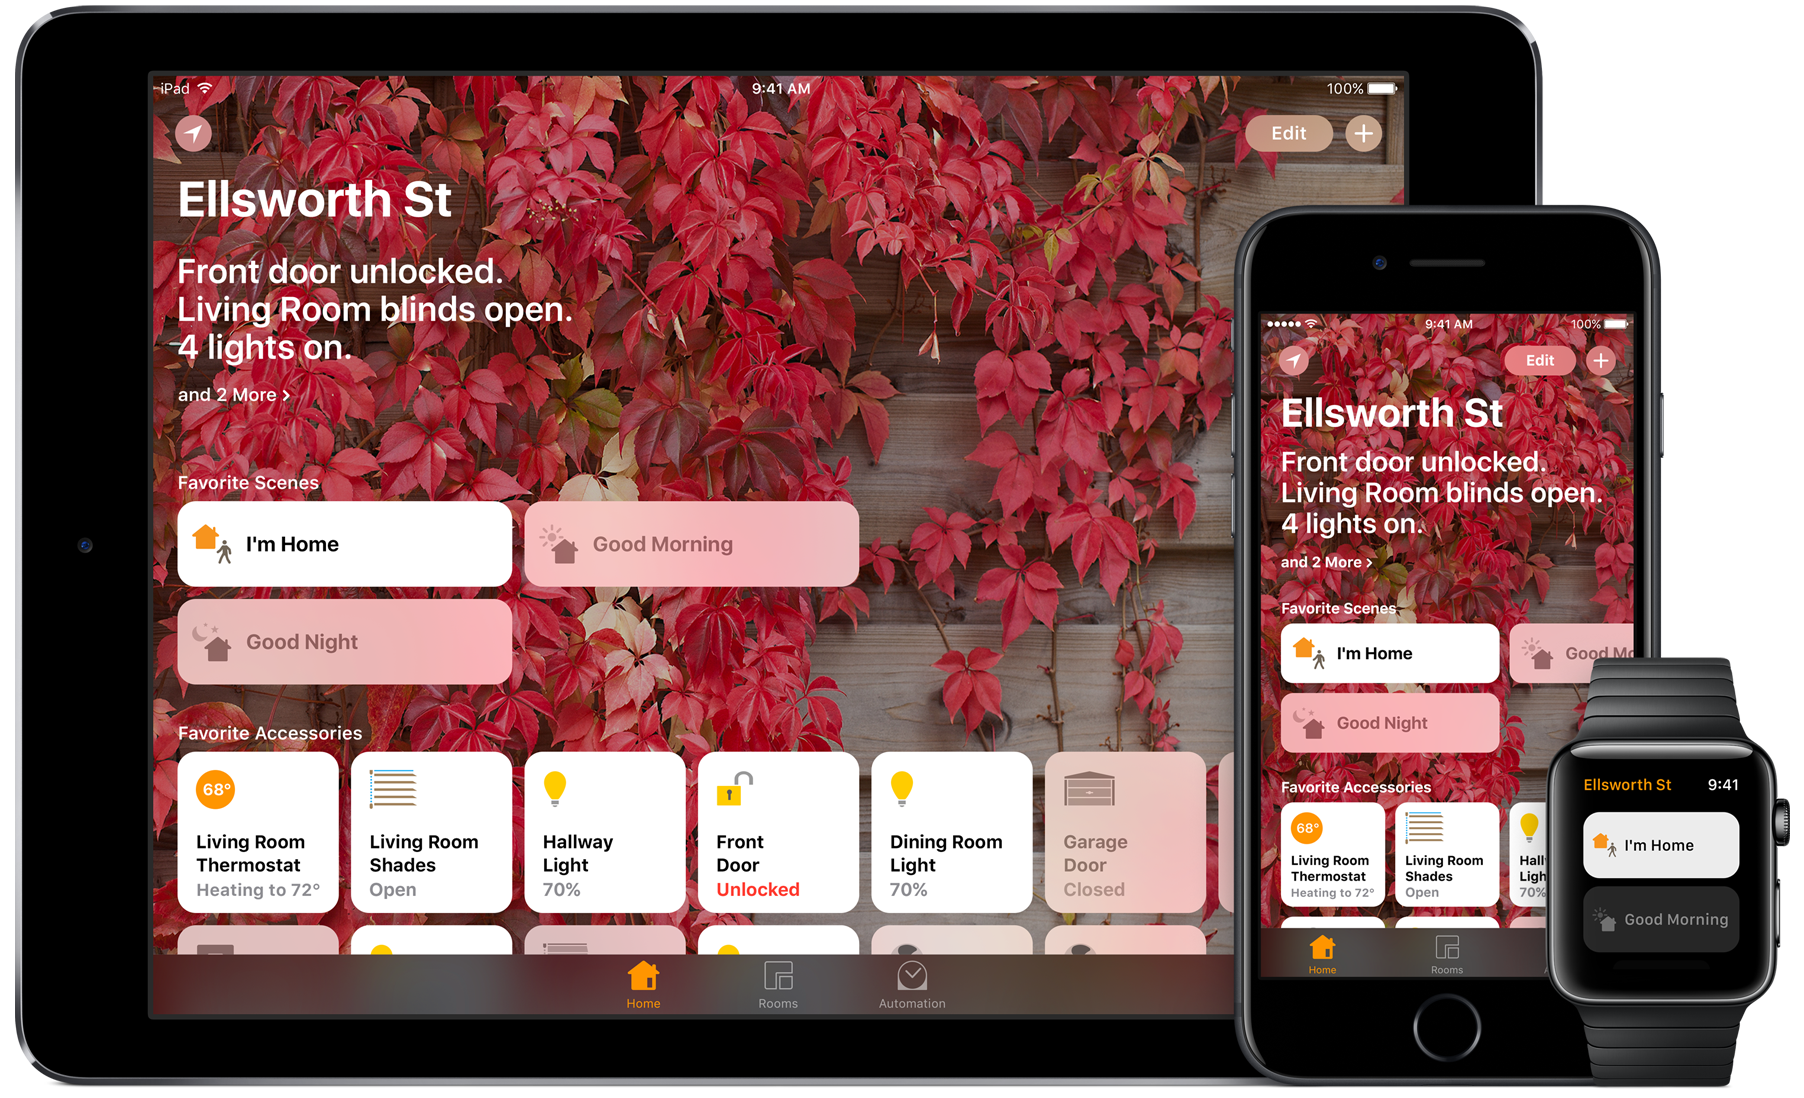 iPad 9:41 AM 100%
Edit
Ellsworth St
Front door unlocked.
Living Room blinds open.
4 lights on.
and 2 More
Favorite Scenes
I'm Home
Good Morning
Good Night
Favorite Accessories
68°
Living Room
Thermostat
Heating to 72°
Living Room
Shades
Open
Hallway
Light
70%
Front
Door
Unlocked
Dining Room
Light
70%
Garage
Door
Closed
Home
Rooms
Automation
9:41 AM 100%
Edit
Ellsworth St
Front door unlocked.
Living Room blinds open.
4 lights on.
and 2 More
Favorite Scenes
I'm Home
Good Mo
Good Night
Favorite Accessories
68°
Living Room
Thermostat
Heating to 72°
Living Room
Shades
Open
Hall
Ligh
70%
Home
Rooms
Ellsworth St 9:41
I'm Home
Good Morning